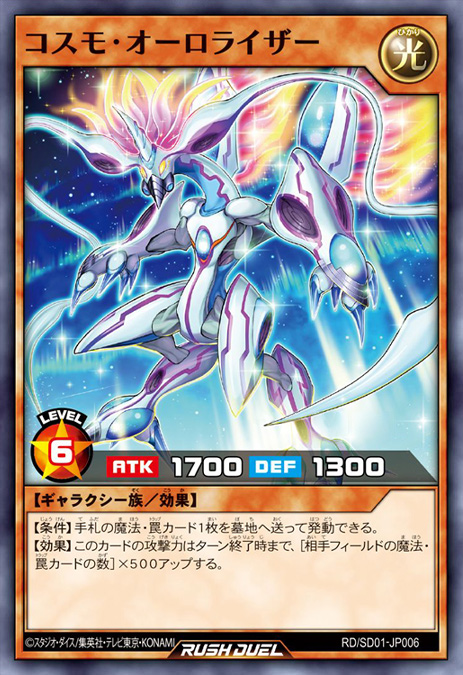 コスモ・オーロライザー
ひかり
光
LEVEL
6
ATK 1700 DEF 1300
【ギャラクシー族／効果】
【条件】手札の魔法・罠カード1枚を墓地へ送って発動できる。
【効果】このカードの攻撃力はターン終了時まで、[相手フィールドの魔法・
罠カードの数]×500アップする。
©スタジオ・ダイス/集英社・テレビ東京・KONAMI
RUSH DUEL
RD/SD01-JP006